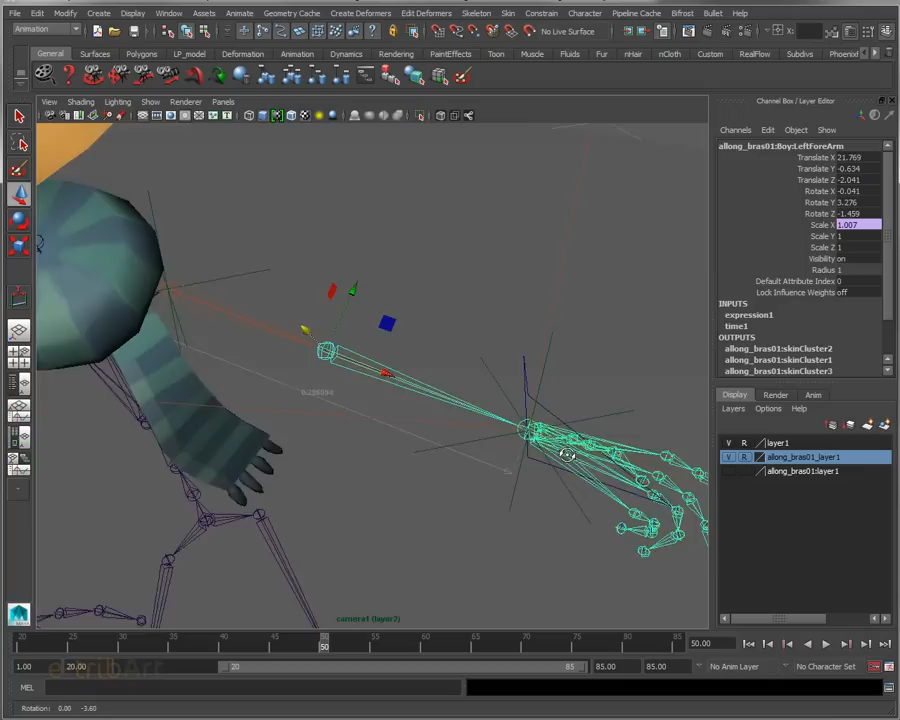 File Edit Modify Create Display Window Assets Animate Geometry Cache Create Deformers Edit Deformers Skeleton Skin Constrain Character Pipeline Cache Bifrost Muscle Help
Animation
No Live Surface
X:
Y:
Z:
General Surfaces Polygons LP_model Deformation Animation Dynamics Rendering PaintEffects Toon Muscle Fluids Fur nHair nCloth Custom RealFlow Subdivs Phoenixf
View Shading Lighting Show Renderer Panels
Channel Box / Layer Editor
Channels Edit Object Show
allong_bras01:Boy:LeftForeArm
Translate X 21.769
Translate Y -0.634
Translate Z -2.041
Rotate X -0.041
Rotate Y 3.276
Rotate Z -1.459
Scale X 1.007
Scale Y 1
Scale Z 1
Visibility on
Radius 1
Default Attribute Index 0
Lock Influence Weights off
INPUTS
expression1
time1
OUTPUTS
allong_bras01:skinCluster2
allong_bras01:skinCluster1
allong_bras01:skinCluster3
Display Render Anim
Layers Options Help
V R layer1
V R allong_bras01_layer1
allong_bras01:layer1
camera1 (layer2)
20 25 30 35 40 45 50 55 60 65 70 75 80 85
50
50.00
1.00 20.00 20 85 85.00 85.00 No Anim Layer No Character Set
MEL
Rotation: 0.00 -3.60